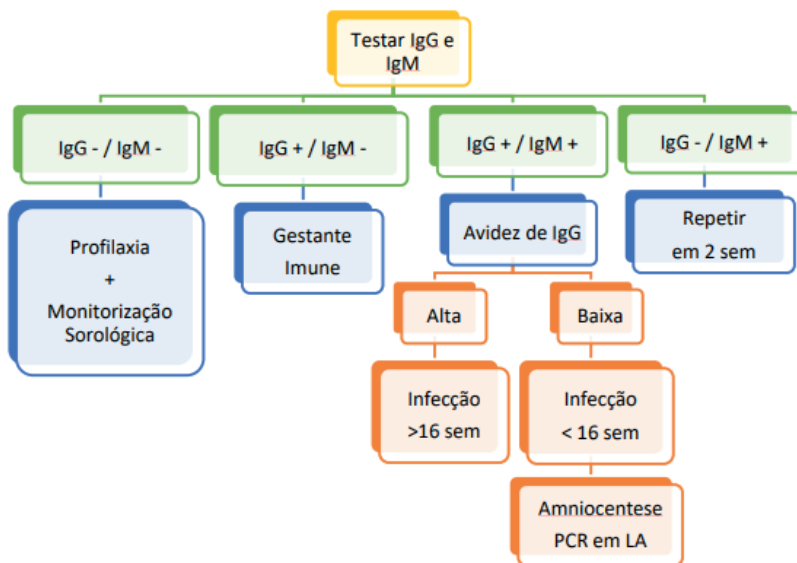 Testar IgG e
IgM
IgG - / IgM -
IgG + / IgM -
IgG + / IgM +
IgG - / IgM +
Profilaxia
+
Monitorização
Sorológica
Gestante
Imune
Avidez de IgG
Repetir
em 2 sem
Alta
Baixa
Infecção
>16 sem
Infecção
< 16 sem
Amniocentese
PCR em LA